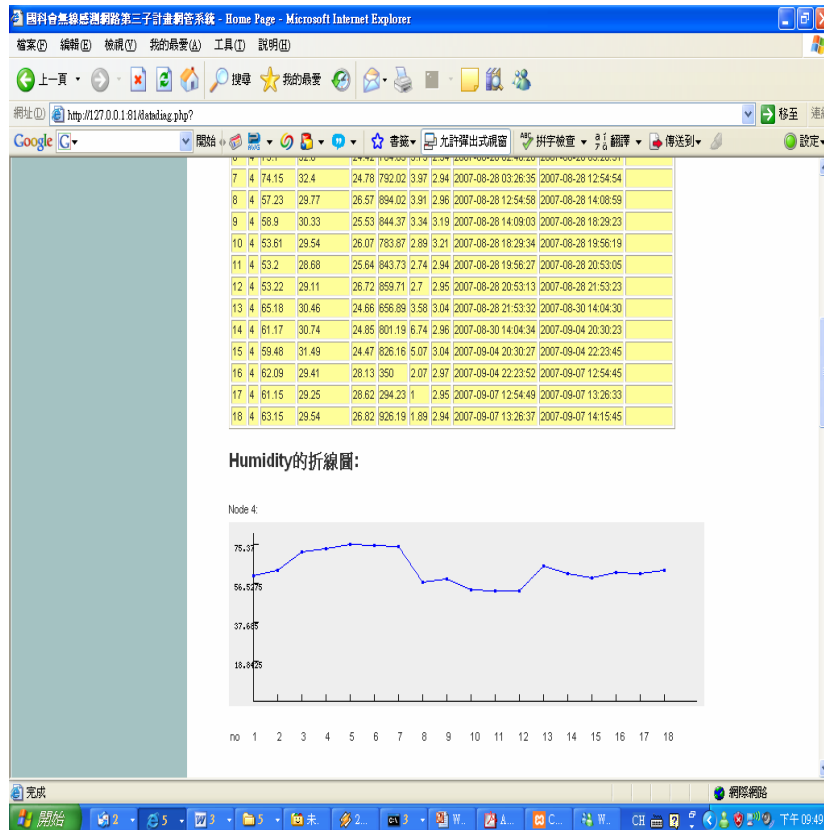 國科會無線感測網路第三子計畫網管系統 - Home Page - Microsoft Internet Explorer
檔案(F) 編輯(E) 檢視(V) 我的最愛(A) 工具(T) 說明(H)
上一頁 搜尋 我的最愛
網址(D) http://127.0.0.1:81/datadiag.php? 移至 連結
Google G 開始 書籤 允許彈出式視窗 拼字檢查 翻譯 傳送到 設定
7 4 74.15 32.4 24.78 792.02 3.97 2.94 2007-08-28 03:26:35 2007-08-28 12:54:54
8 4 57.23 29.77 26.57 894.02 3.91 2.96 2007-08-28 12:54:58 2007-08-28 14:08:59
9 4 58.9 30.33 25.53 844.37 3.34 3.19 2007-08-28 14:09:03 2007-08-28 18:29:23
10 4 53.61 29.54 26.07 783.87 2.89 3.21 2007-08-28 18:29:34 2007-08-28 19:56:19
11 4 53.2 28.68 25.64 843.73 2.74 2.94 2007-08-28 19:56:27 2007-08-28 20:53:05
12 4 53.22 29.11 26.72 859.71 2.7 2.95 2007-08-28 20:53:13 2007-08-28 21:53:23
13 4 65.18 30.46 24.66 656.89 3.58 3.04 2007-08-28 21:53:32 2007-08-30 14:04:30
14 4 61.17 30.74 24.85 801.19 6.74 2.96 2007-08-30 14:04:34 2007-09-04 20:30:23
15 4 59.48 31.49 24.47 826.16 5.07 3.04 2007-09-04 20:30:27 2007-09-04 22:23:45
16 4 62.09 29.41 28.13 350 2.07 2.97 2007-09-04 22:23:52 2007-09-07 12:54:45
17 4 61.15 29.25 28.62 294.23 1 2.95 2007-09-07 12:54:49 2007-09-07 13:26:33
18 4 63.15 29.54 26.82 926.19 1.89 2.94 2007-09-07 13:26:37 2007-09-07 14:15:45
Humidity的折線圖:
Node 4:
75.37
56.5275
37.685
18.8425
no 1 2 3 4 5 6 7 8 9 10 11 12 13 14 15 16 17 18
完成 網際網路
開始 2 5 3 5 未. 2... 3 W... A... C... W... CH 下午 09:49